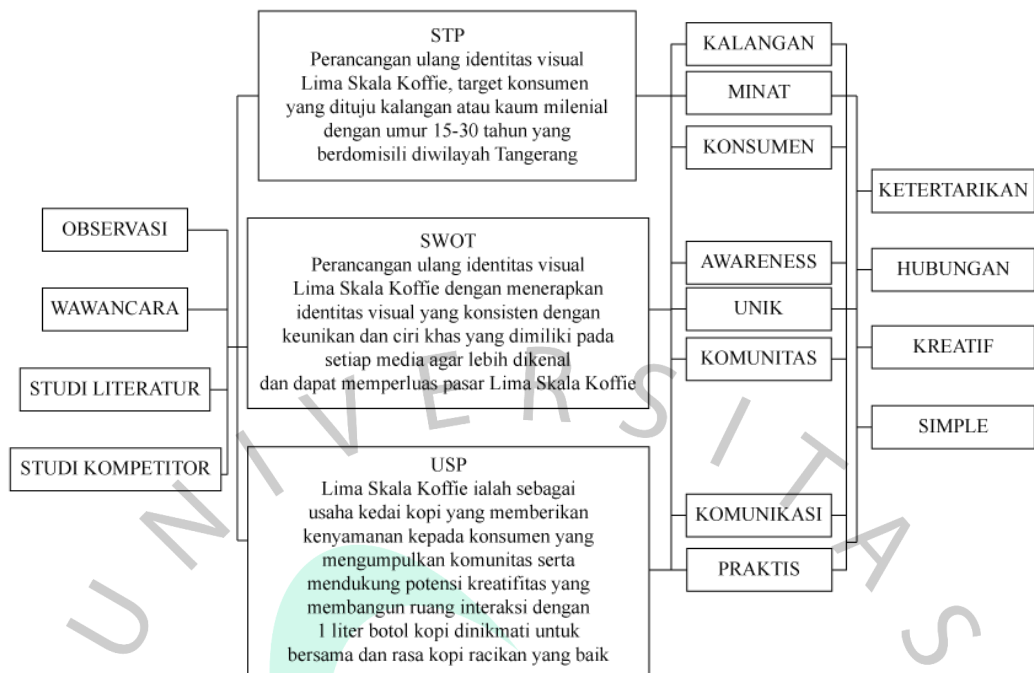 OBSERVASI
WAWANCARA
STUDI LITERATUR
STUDI KOMPETITOR
STP
Perancangan ulang identitas visual
Lima Skala Koffie, target konsumen
yang dituju kalangan atau kaum milenial
dengan umur 15-30 tahun yang
berdomisili diwilayah Tangerang
SWOT
Perancangan ulang identitas visual
Lima Skala Koffie dengan menerapkan
identitas visual yang konsisten dengan
keunikan dan ciri khas yang dimiliki pada
setiap media agar lebih dikenal
dan dapat memperluas pasar Lima Skala Koffie
USP
Lima Skala Koffie ialah sebagai
usaha kedai kopi yang memberikan
kenyamanan kepada konsumen yang
mengumpulkan komunitas serta
mendukung potensi kreatifitas yang
membangun ruang interaksi dengan
1 liter botol kopi dinikmati untuk
bersama dan rasa kopi racikan yang baik
KALANGAN
MINAT
KONSUMEN
AWARENESS
UNIK
KOMUNITAS
KOMUNIKASI
PRAKTIS
KETERTARIKAN
HUBUNGAN
KREATIF
SIMPLE
UNIVERSITAS